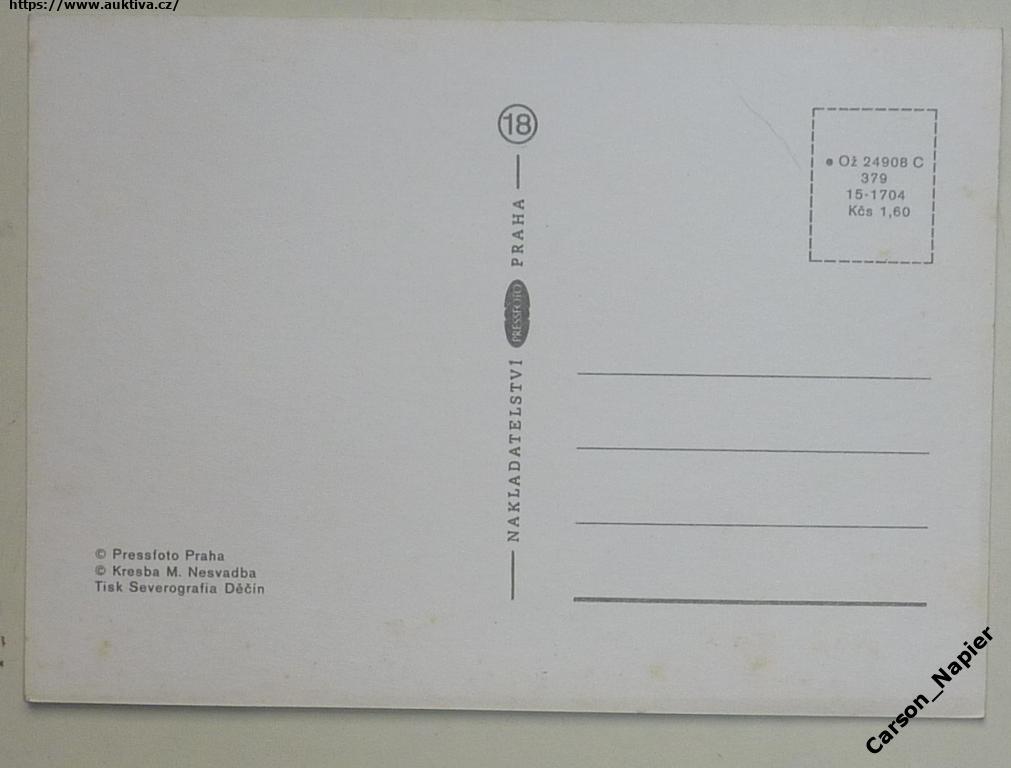 https://www.auktiva.cz/
18
NAKLADATELSTVÍ PRESSFOTO PRAHA
● Ož 24908 C
379
15-1704
Kčs 1,60
© Pressfoto Praha
© Kresba M. Nesvadba
Tisk Severografia Děčín
Carson_Napier